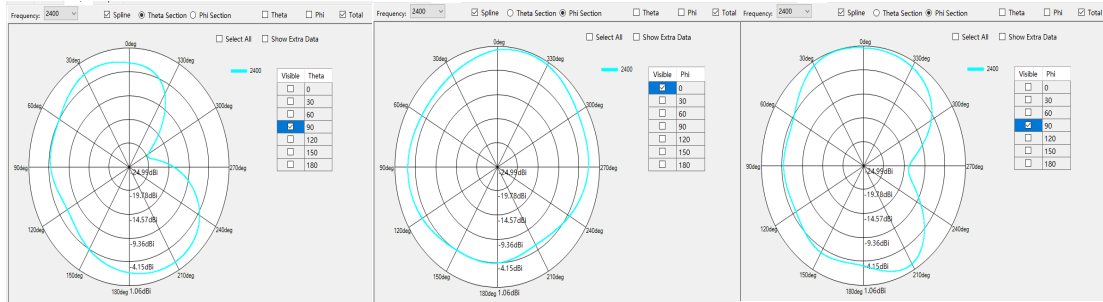 Frequency: 2400 Spline Theta Section Phi Section Theta Phi Total
Select All Show Extra Data
0deg
30deg 330deg
2400
Visible Theta
0
30
60deg 300deg
60
90
120
150
90deg 270deg
180
-24.99dBi
-19.78dBi
-14.57dBi
120deg 240deg
-9.36dBi
-4.15dBi
150deg 210deg
180deg 1.06dBi
Frequency: 2400 Spline Theta Section Phi Section Theta Phi Total
Select All Show Extra Data
0deg
30deg 330deg
2400
Visible Phi
0
30
60deg 300deg
60
90
120
150
90deg 270deg
180
-24.99dBi
-19.78dBi
-14.57dBi
120deg 240deg
-9.36dBi
-4.15dBi
150deg 210deg
180deg 1.06dBi
Frequency: 2400 Spline Theta Section Phi Section Theta Phi Total
Select All Show Extra Data
0deg
30deg 330deg
2400
Visible Phi
0
30
60deg 300deg
60
90
120
150
90deg 270deg
180
-24.99dBi
-19.78dBi
-14.57dBi
120deg 240deg
-9.36dBi
-4.15dBi
150deg 210deg
180deg 1.06dBi